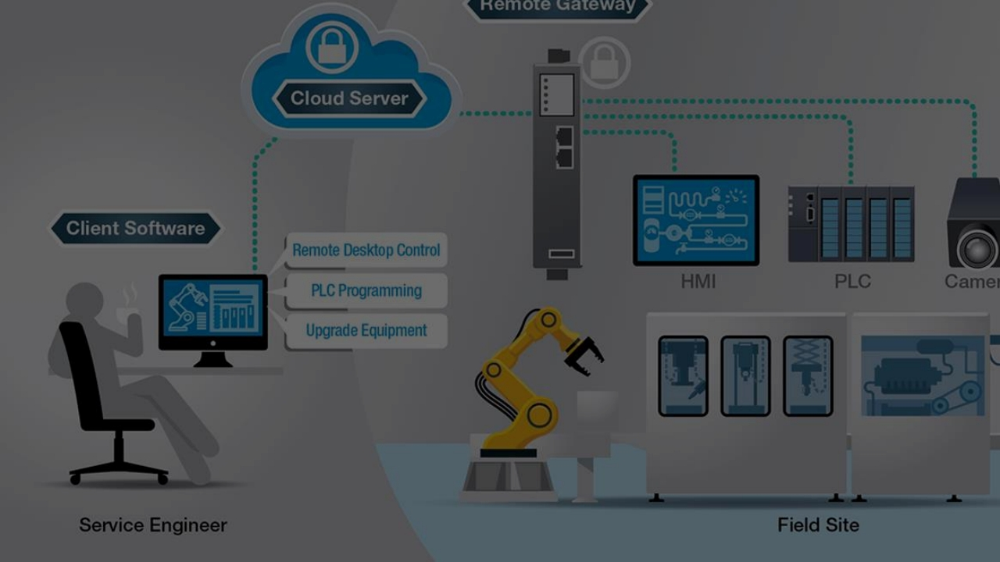 Remote Gateway
Cloud Server
Client Software
Remote Desktop Control
PLC Programming
Upgrade Equipment
HMI
PLC
Camer
Service Engineer
Field Site